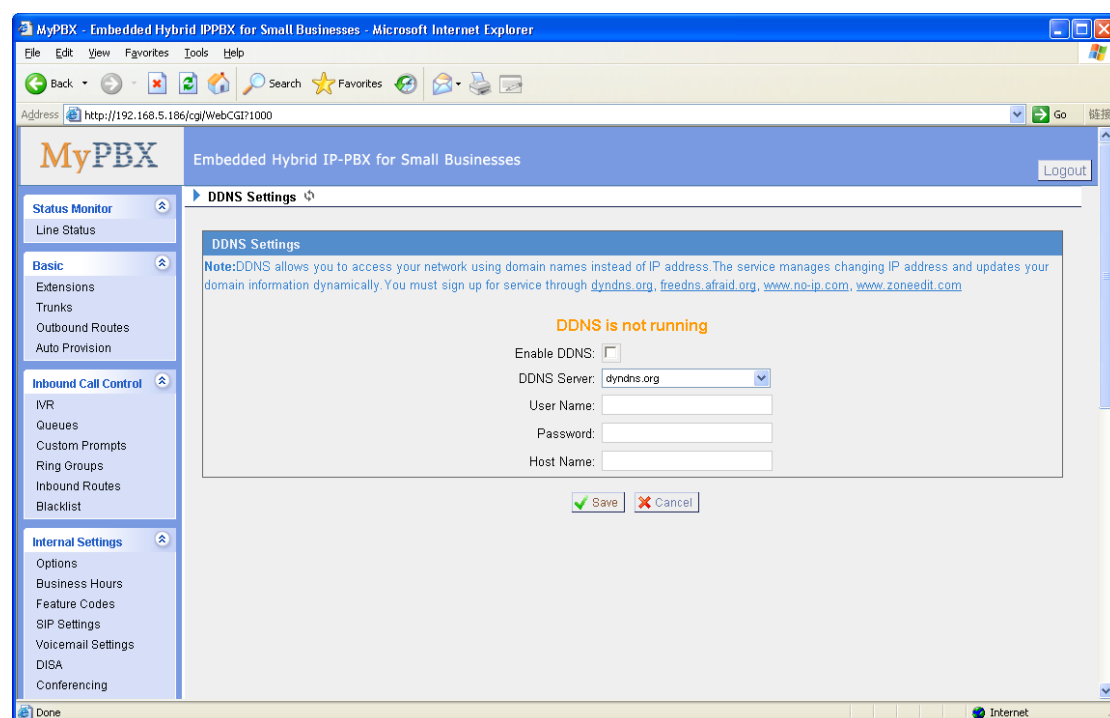 MyPBX - Embedded Hybrid IPPBX for Small Businesses - Microsoft Internet Explorer
File Edit View Favorites Tools Help
Back Search Favorites
Address http://192.168.5.186/cgi/WebCGI?1000 Go 链接
MyPBX
Embedded Hybrid IP-PBX for Small Businesses
Logout
Status Monitor
Line Status
Basic
Extensions
Trunks
Outbound Routes
Auto Provision
Inbound Call Control
IVR
Queues
Custom Prompts
Ring Groups
Inbound Routes
Blacklist
Internal Settings
Options
Business Hours
Feature Codes
SIP Settings
Voicemail Settings
DISA
Conferencing
DDNS Settings
DDNS Settings
Note:DDNS allows you to access your network using domain names instead of IP address.The service manages changing IP address and updates your
domain information dynamically.You must sign up for service through dyndns.org, freedns.afraid.org, www.no-ip.com, www.zoneedit.com
DDNS is not running
Enable DDNS:
DDNS Server: dyndns.org
User Name:
Password:
Host Name:
Save Cancel
Done Internet